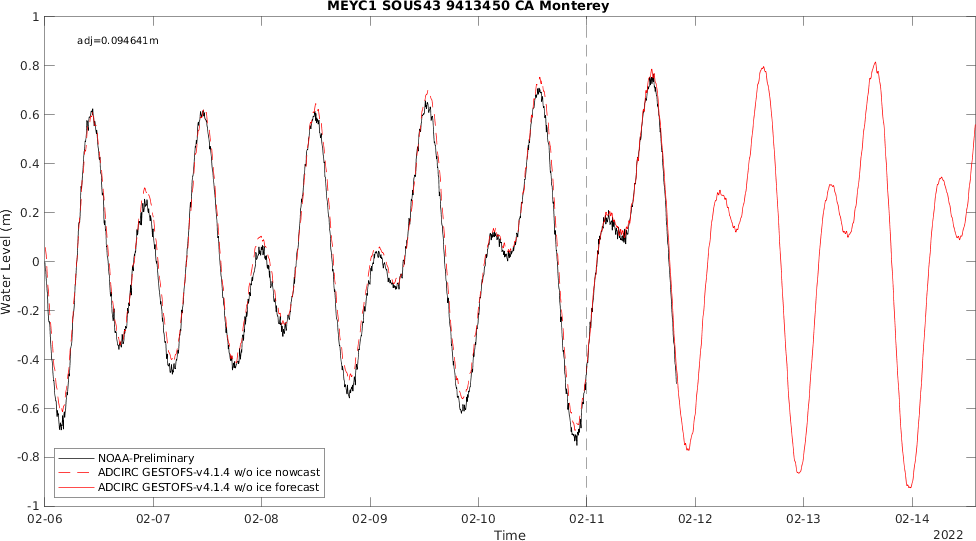 MEYC1 SOUS43 9413450 CA Monterey
adj=0.094641m
Water Level (m)
1
0.8
0.6
0.4
0.2
0
-0.2
-0.4
-0.6
-0.8
-1
NOAA-Preliminary
ADCIRC GESTOFS-v4.1.4 w/o ice nowcast
ADCIRC GESTOFS-v4.1.4 w/o ice forecast
02-06 02-07 02-08 02-09 02-10 02-11 02-12 02-13 02-14
Time
2022